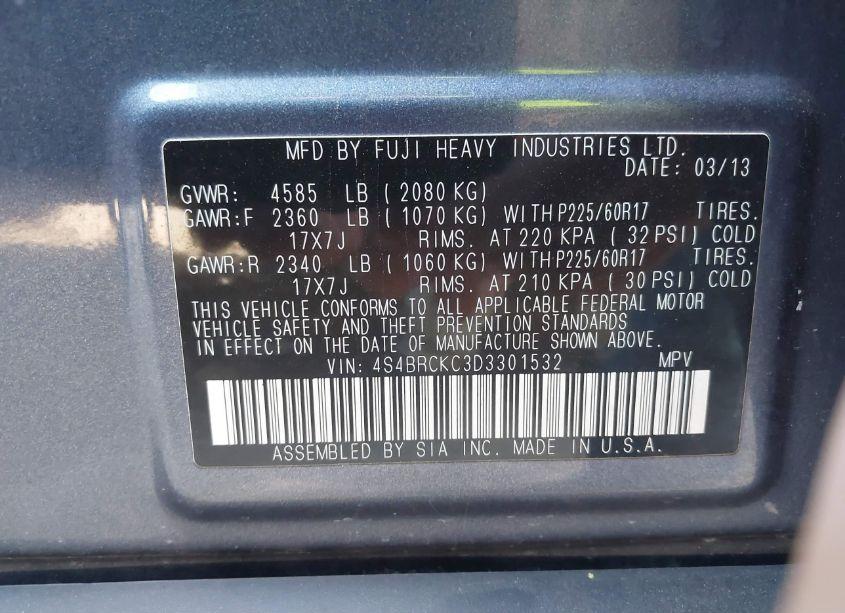 MFD BY FUJI HEAVY INDUSTRIES LTD.
DATE: 03/13
GVWR: 4585 LB ( 2080 KG)
GAWR:F 2360 LB ( 1070 KG) WITH P225/60R17 TIRES.
17X7J RIMS. AT 220 KPA ( 32 PSI) COLD
GAWR:R 2340 LB ( 1060 KG) WITH P225/60R17 TIRES.
17X7J RIMS. AT 210 KPA ( 30 PSI) COLD
THIS VEHICLE CONFORMS TO ALL APPLICABLE FEDERAL MOTOR
VEHICLE SAFETY AND THEFT PREVENTION STANDARDS
IN EFFECT ON THE DATE OF MANUFACTURE SHOWN ABOVE.
VIN: 4S4BRCKC3D3301532 MPV
ASSEMBLED BY SIA INC. MADE IN U.S.A.